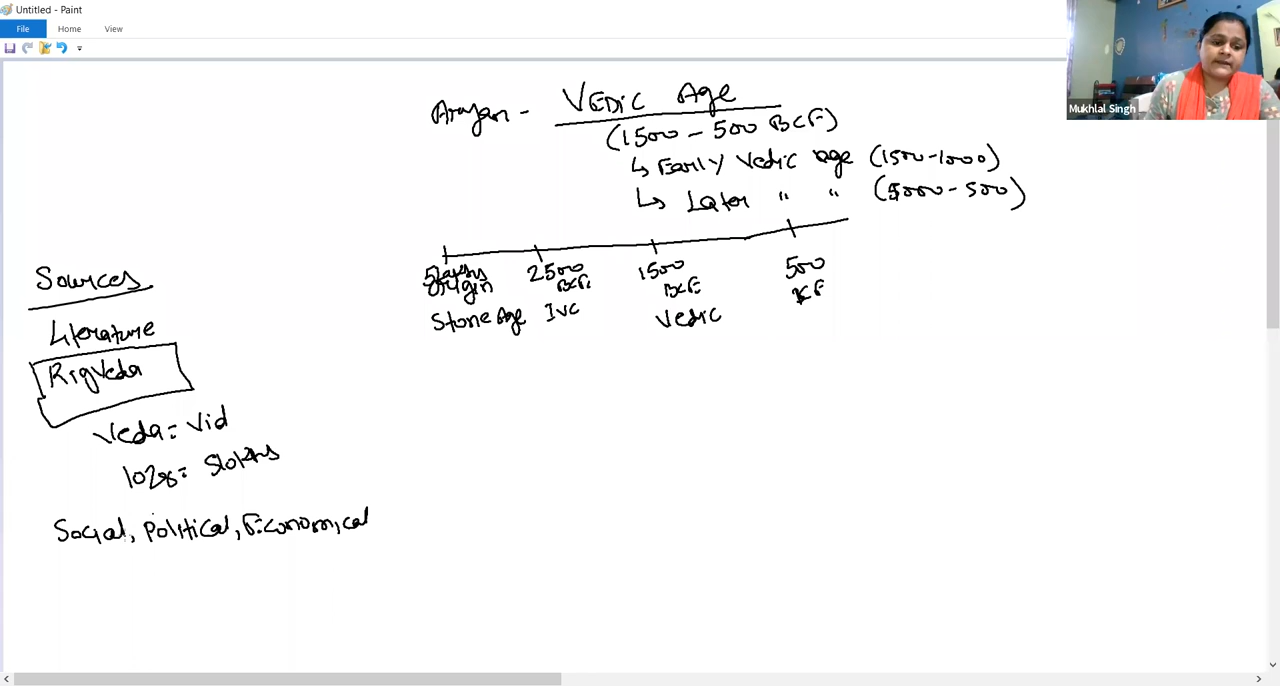 Untitled - Paint
File Home View
Mukhlal Singh
Aryan - VEDIC Age
(1500 - 500 BCE)
↳ Early Vedic age (1500-1000)
↳ Later " " (1000-500)
origin 2500 BCE 1500 BCE 500 BCE
Stone Age IVC Vedic
Sources
Literature
RigVeda
Veda = Vid
1028 = Slokas
Social, Political, Economical